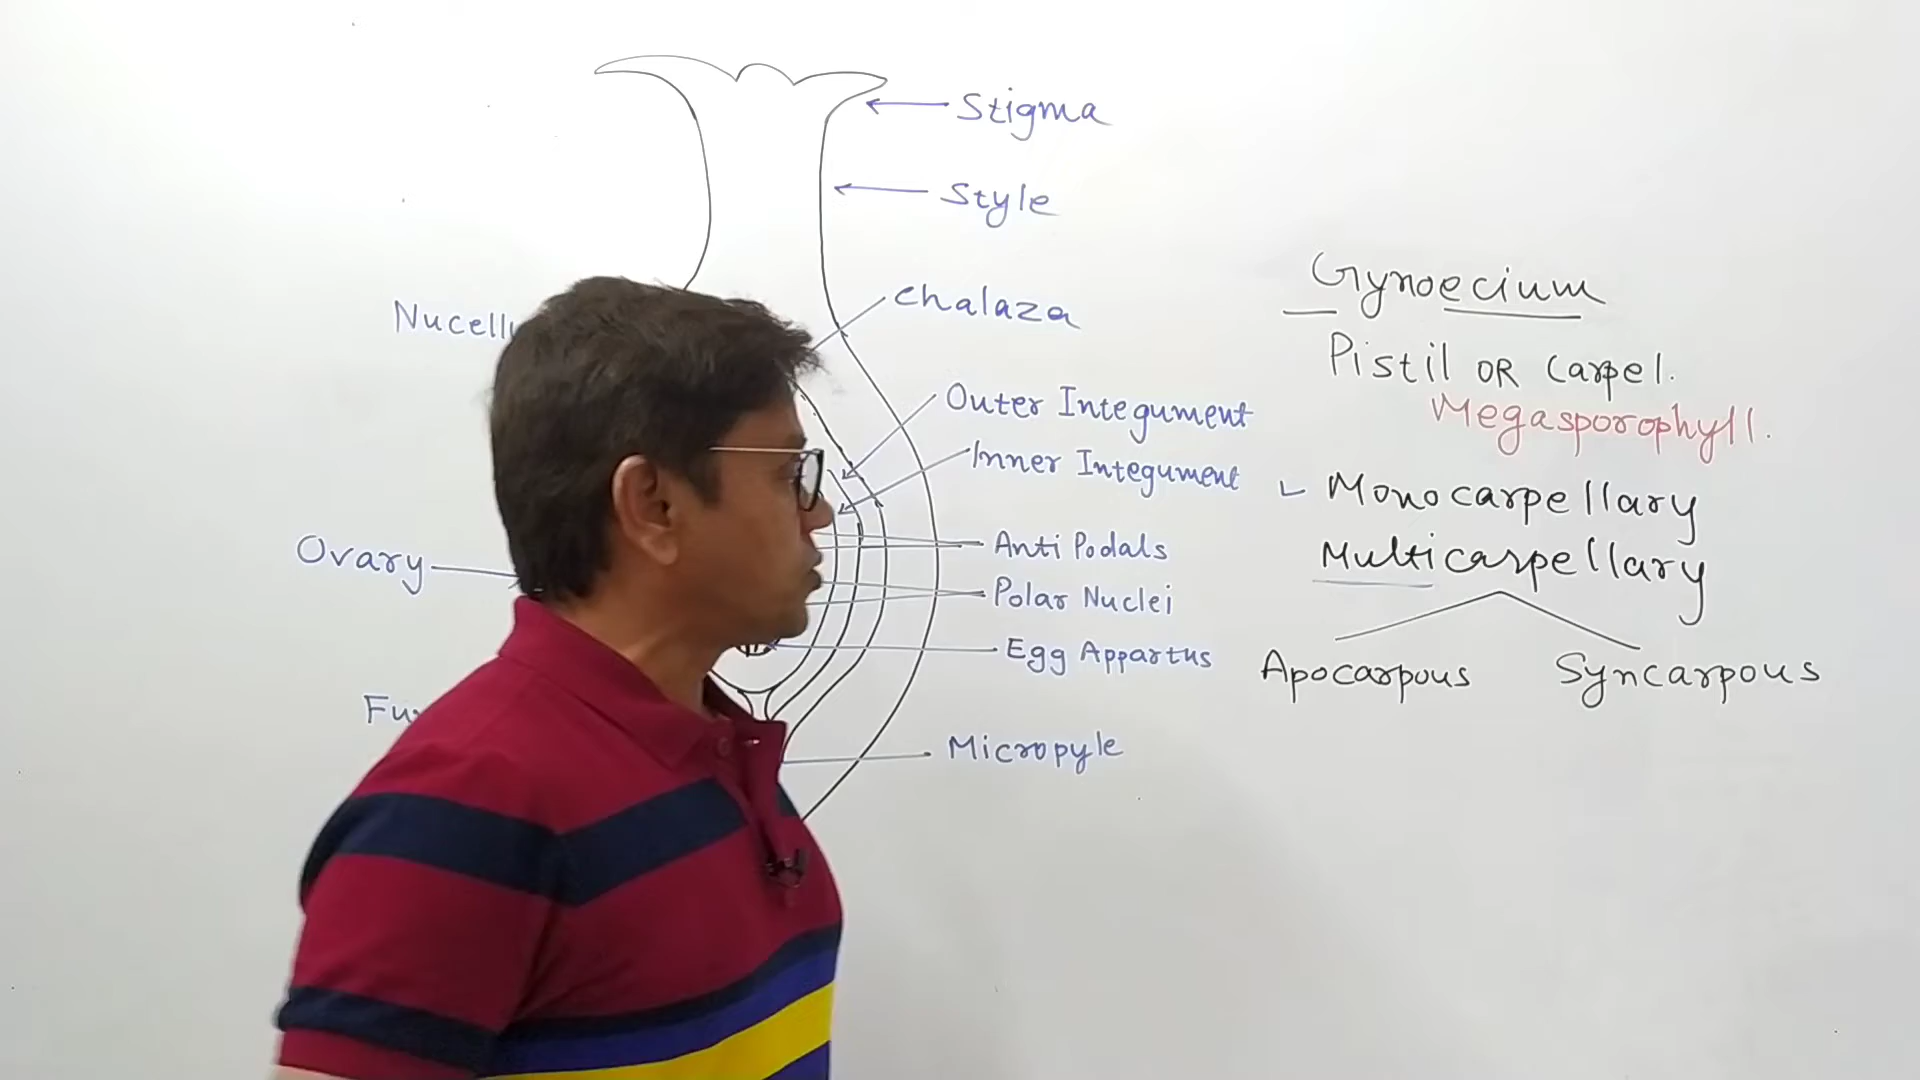 Stigma
Style
Chalaza
Outer Integument
Inner Integument
Ovary
Anti Podals
Polar Nuclei
Egg Appartus
Micropyle
Gynoecium
Pistil OR Carpel.
Megasporophyll.
Monocarpellary
Multicarpellary
Apocarpous Syncarpous